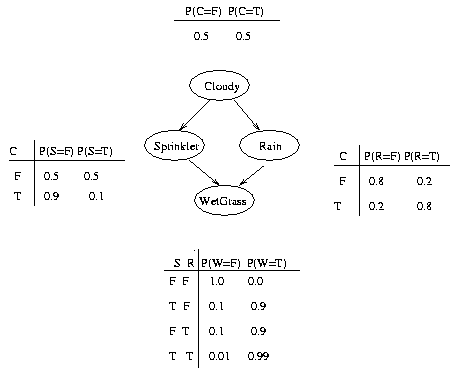 P(C=F) P(C=T)
0.5 0.5
Cloudy
Sprinkler Rain
WetGrass
C P(S=F) P(S=T)
F 0.5 0.5
T 0.9 0.1
C P(R=F) P(R=T)
F 0.8 0.2
T 0.2 0.8
S R P(W=F) P(W=T)
F F 1.0 0.0
T F 0.1 0.9
F T 0.1 0.9
T T 0.01 0.99